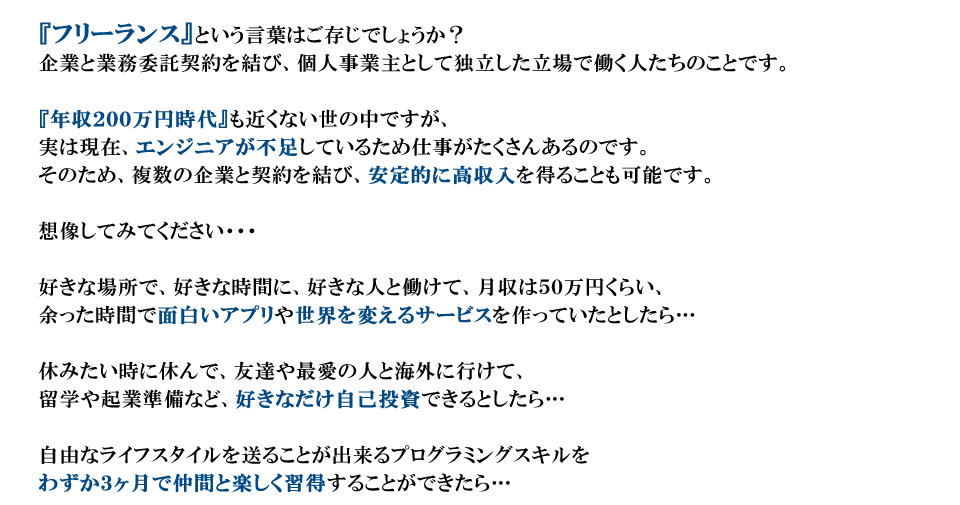 『フリーランス』という言葉はご存じでしょうか？
企業と業務委託契約を結び、個人事業主として独立した立場で働く人たちのことです。
『年収200万円時代』も近くない世の中ですが、
実は現在、エンジニアが不足しているため仕事がたくさんあるのです。
そのため、複数の企業と契約を結び、安定的に高収入を得ることも可能です。
想像してみてください・・・
好きな場所で、好きな時間に、好きな人と働けて、月収は50万円くらい、
余った時間で面白いアプリや世界を変えるサービスを作っていたとしたら…
休みたい時に休んで、友達や最愛の人と海外に行けて、
留学や起業準備など、好きなだけ自己投資できるとしたら…
自由なライフスタイルを送ることが出来るプログラミングスキルを
わずか3ヶ月で仲間と楽しく習得することができたら…